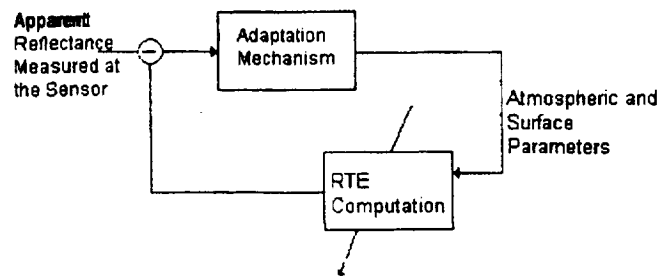 Apparent
Reflectance
Measured at
the Sensor
Adaptation
Mechanism
Atmospheric and
Surface
Parameters
RTE
Computation